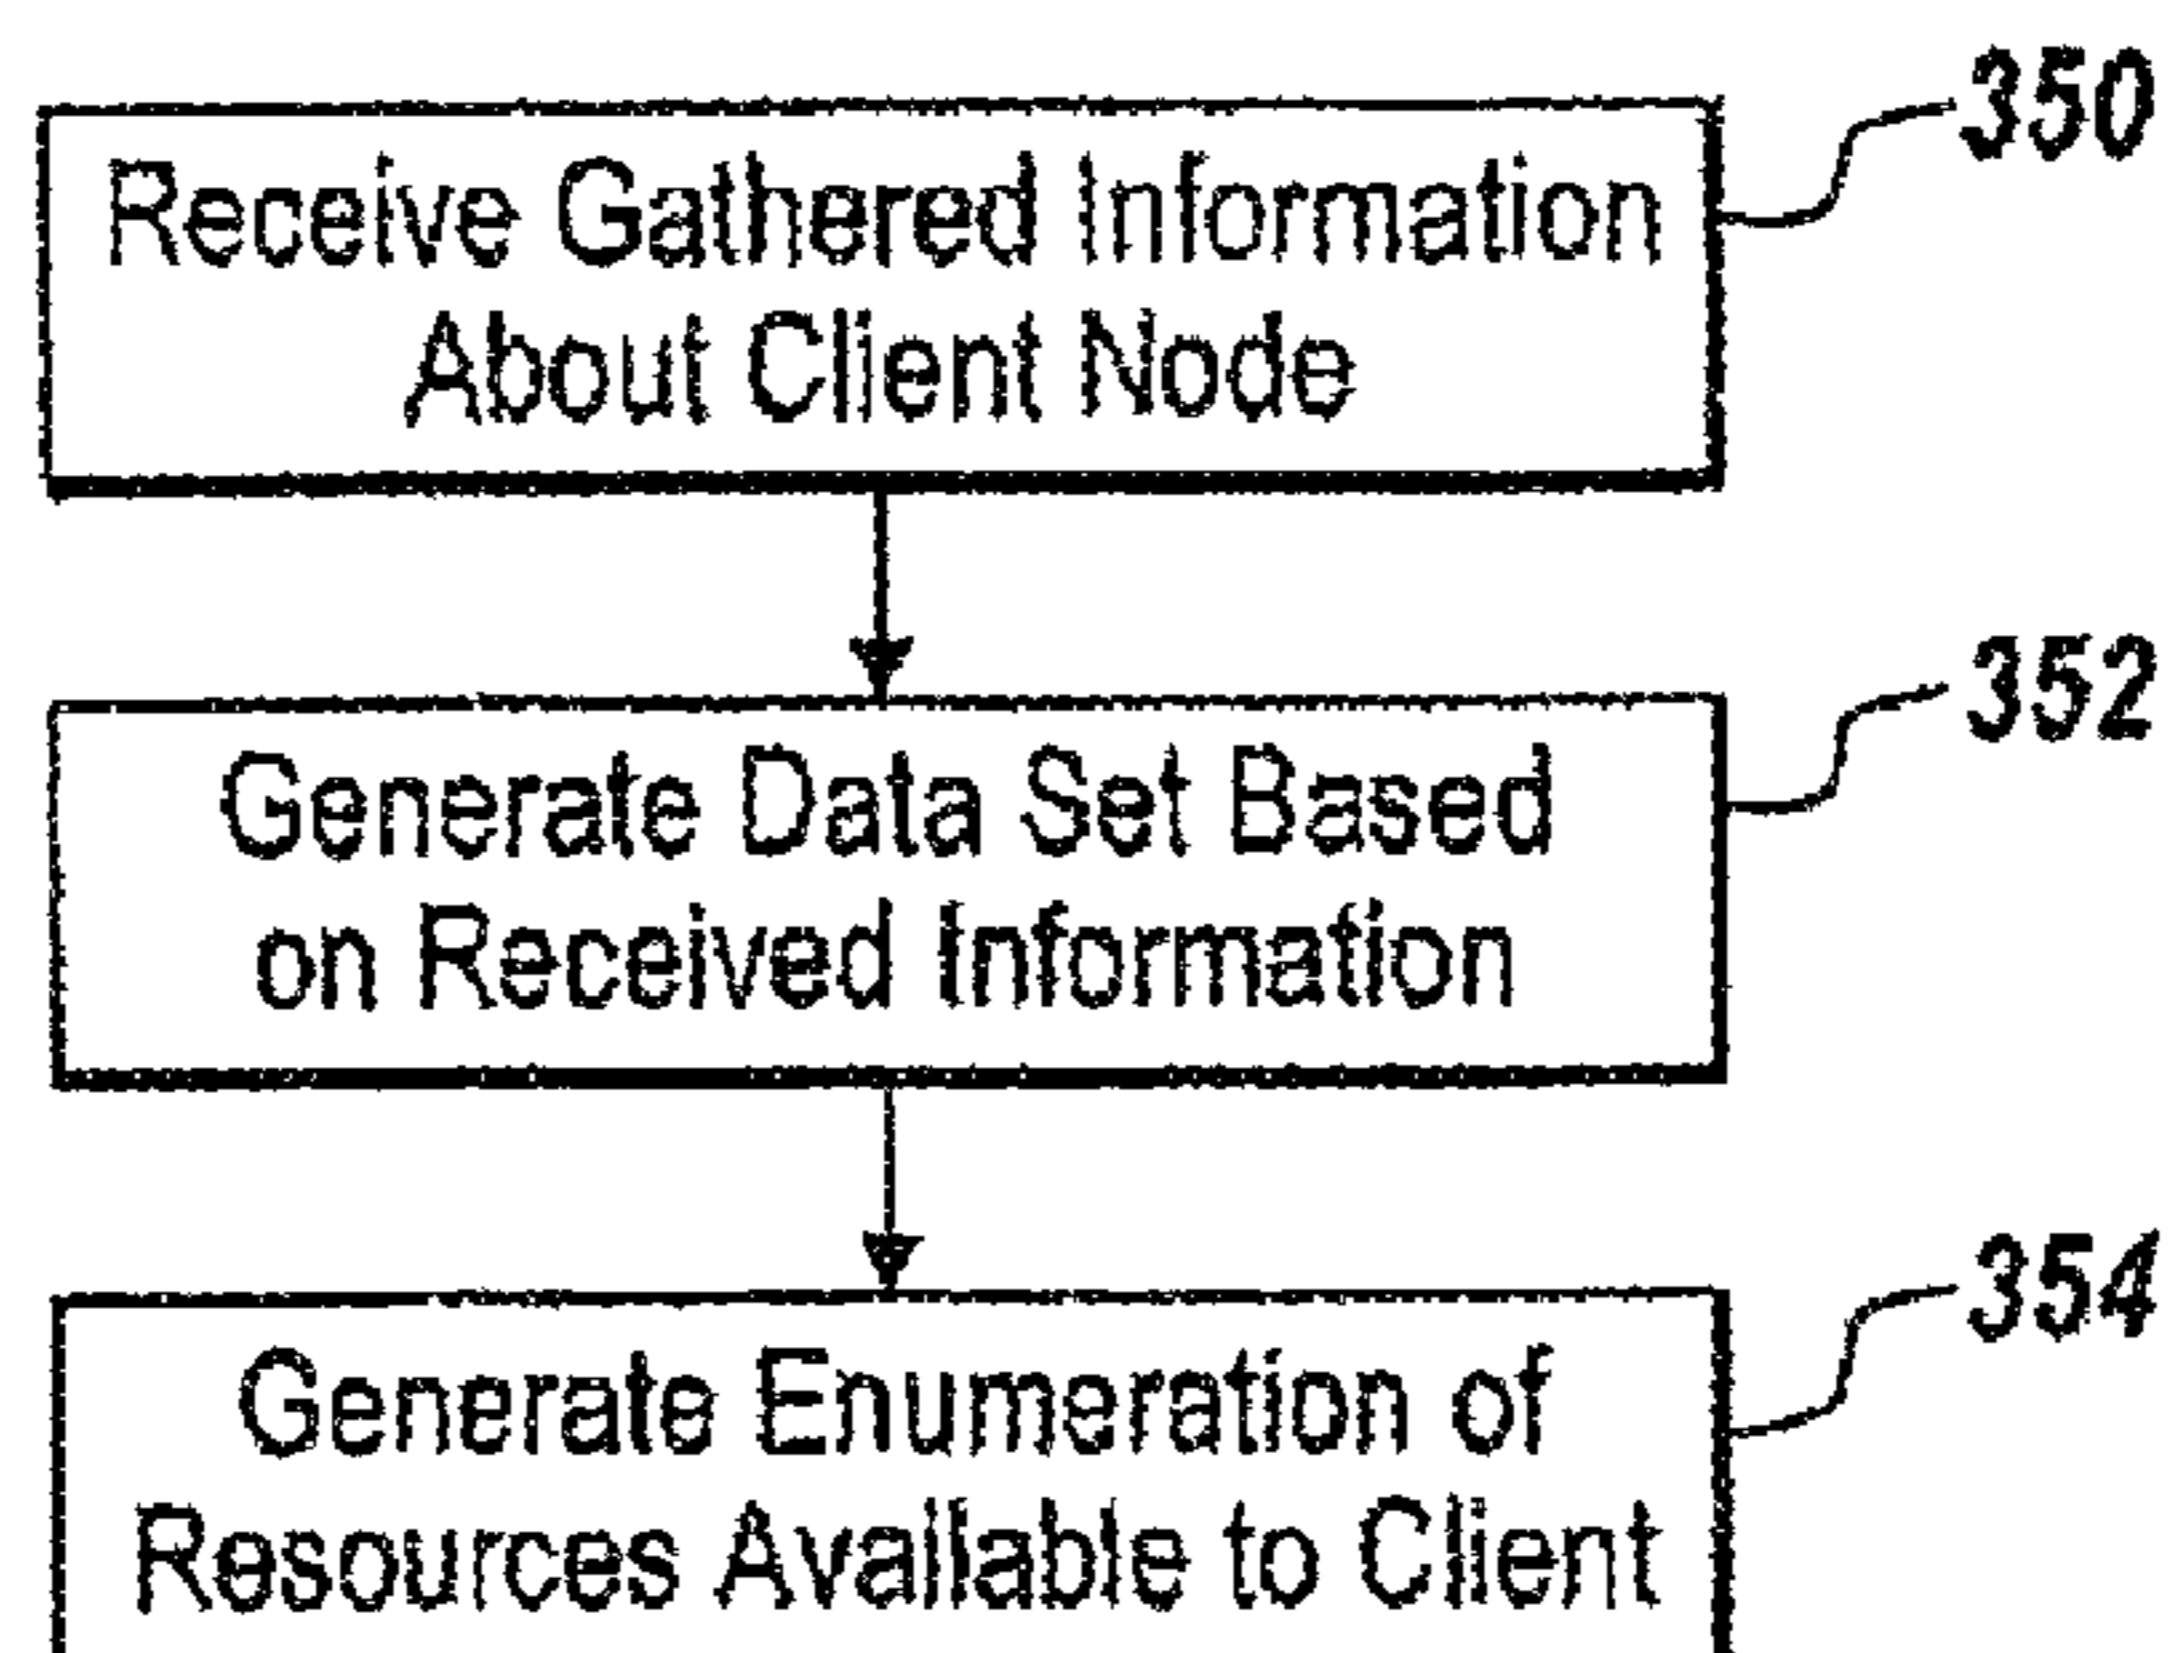 350
Receive Gathered Information
About Client Node
352
Generate Data Set Based
on Received Information
354
Generate Enumeration of
Resources Available to Client